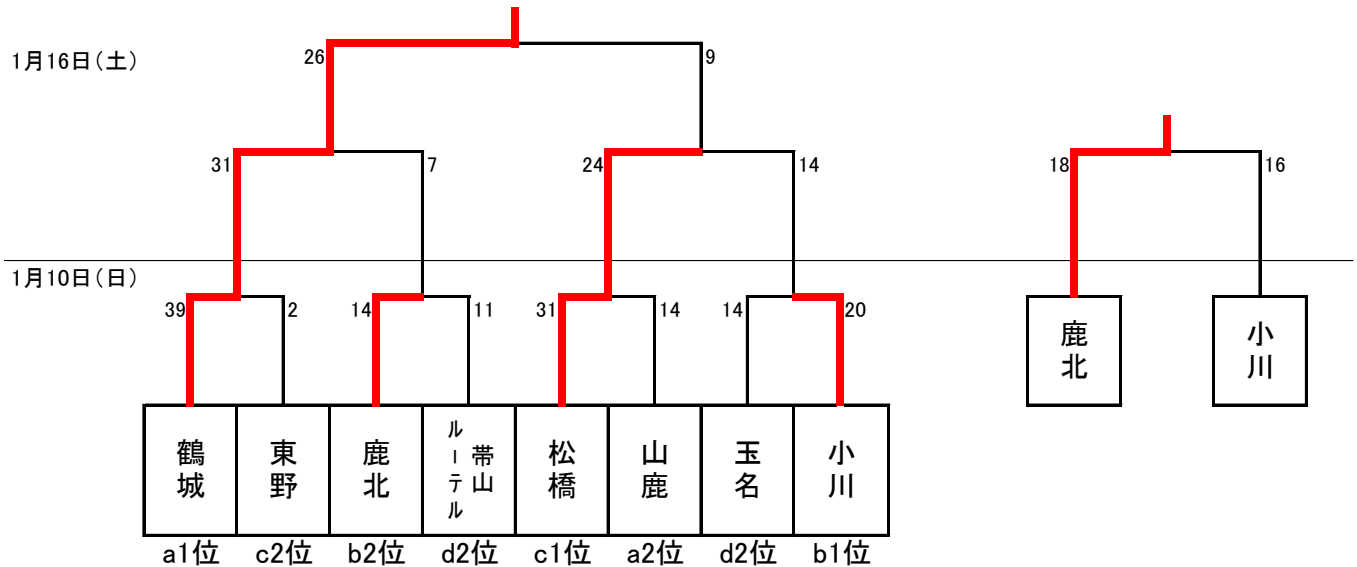 1月16日(土)
26
9
31
7
24
14
18
16
1月10日(日)
39
2
14
11
31
14
14
20
鶴城
東野
鹿北
帯山
ルーテル
松橋
山鹿
玉名
小川
鹿北
小川
a1位
c2位
b2位
d2位
c1位
a2位
d2位
b1位